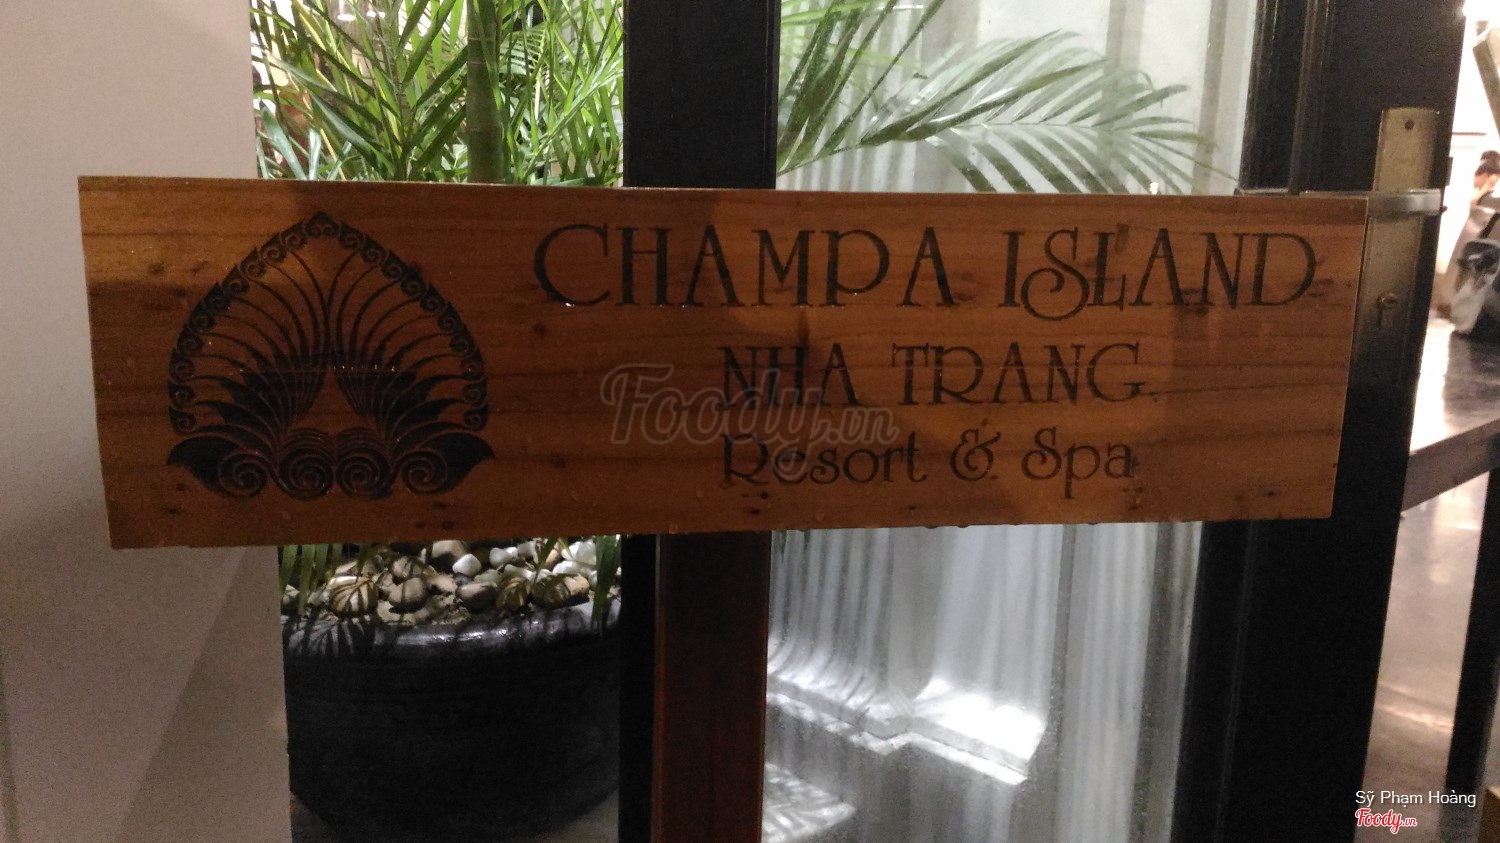 CHAMPA ISLAND
NHA TRANG
Resort & Spa
Foody.vn
Sỹ Phạm Hoàng
Foody.vn